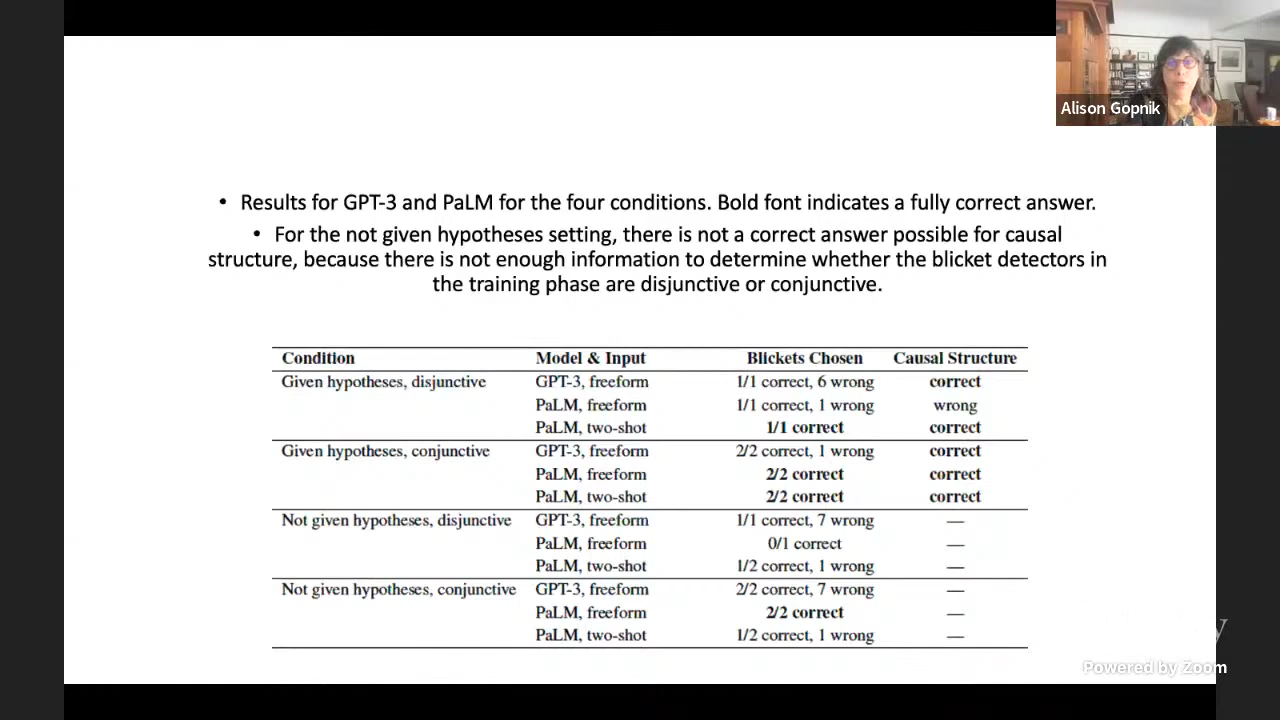 Alison Gopnik
• Results for GPT-3 and PaLM for the four conditions. Bold font indicates a fully correct answer.
• For the not given hypotheses setting, there is not a correct answer possible for causal
structure, because there is not enough information to determine whether the blicket detectors in
the training phase are disjunctive or conjunctive.
Condition Model & Input Blickets Chosen Causal Structure
Given hypotheses, disjunctive GPT-3, freeform 1/1 correct, 6 wrong correct
PaLM, freeform 1/1 correct, 1 wrong wrong
PaLM, two-shot 1/1 correct correct
Given hypotheses, conjunctive GPT-3, freeform 2/2 correct, 1 wrong correct
PaLM, freeform 2/2 correct correct
PaLM, two-shot 2/2 correct correct
Not given hypotheses, disjunctive GPT-3, freeform 1/1 correct, 7 wrong —
PaLM, freeform 0/1 correct —
PaLM, two-shot 1/2 correct, 1 wrong —
Not given hypotheses, conjunctive GPT-3, freeform 2/2 correct, 7 wrong —
PaLM, freeform 2/2 correct —
PaLM, two-shot 1/2 correct, 1 wrong —
Powered by Zoom